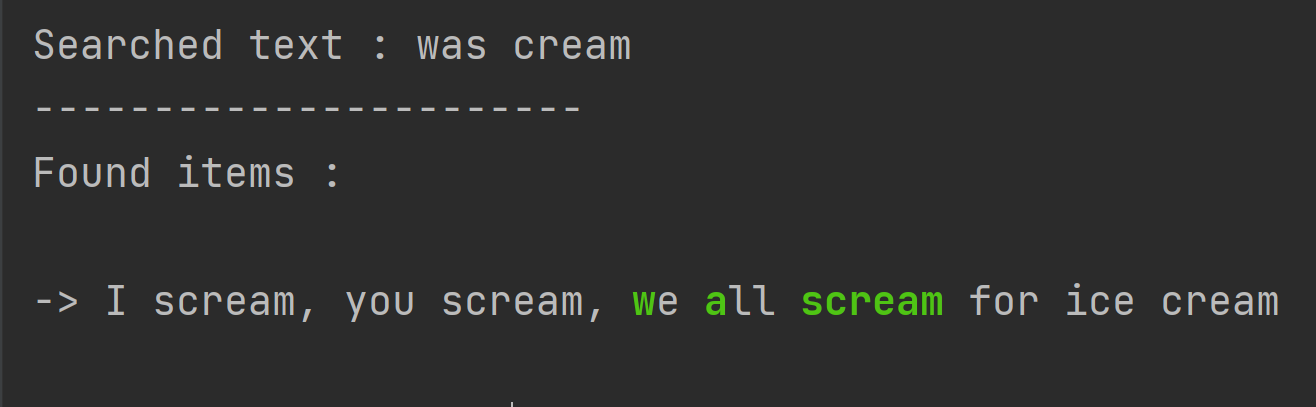 Searched text : was cream
-----------------------
Found items :
-> I scream, you scream, we all scream for ice cream